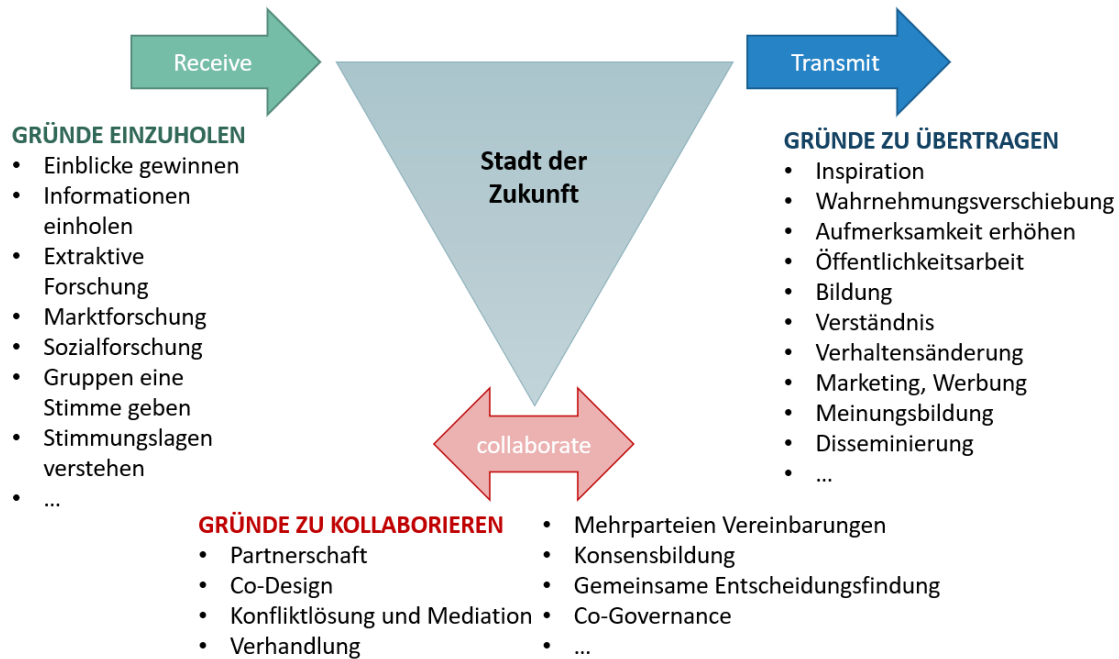 Receive
Transmit
GRÜNDE EINZUHOLEN
• Einblicke gewinnen
• Informationen
einholen
• Extraktive
Forschung
• Marktforschung
• Sozialforschung
• Gruppen eine
Stimme geben
• Stimmungslagen
verstehen
• ...
Stadt der
Zukunft
GRÜNDE ZU ÜBERTRAGEN
• Inspiration
• Wahrnehmungsverschiebung
• Aufmerksamkeit erhöhen
• Öffentlichkeitsarbeit
• Bildung
• Verständnis
• Verhaltensänderung
• Marketing, Werbung
• Meinungsbildung
• Disseminierung
• ...
collaborate
GRÜNDE ZU KOLLABORIEREN
• Partnerschaft
• Co-Design
• Konfliktlösung und Mediation
• Verhandlung
• Mehrparteien Vereinbarungen
• Konsensbildung
• Gemeinsame Entscheidungsfindung
• Co-Governance
• ...